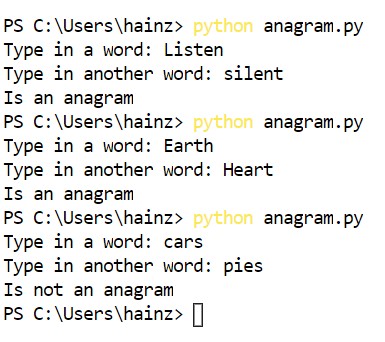 PS C:\Users\hainz> python anagram.py
Type in a word: Listen
Type in another word: silent
Is an anagram
PS C:\Users\hainz> python anagram.py
Type in a word: Earth
Type in another word: Heart
Is an anagram
PS C:\Users\hainz> python anagram.py
Type in a word: cars
Type in another word: pies
Is not an anagram
PS C:\Users\hainz>